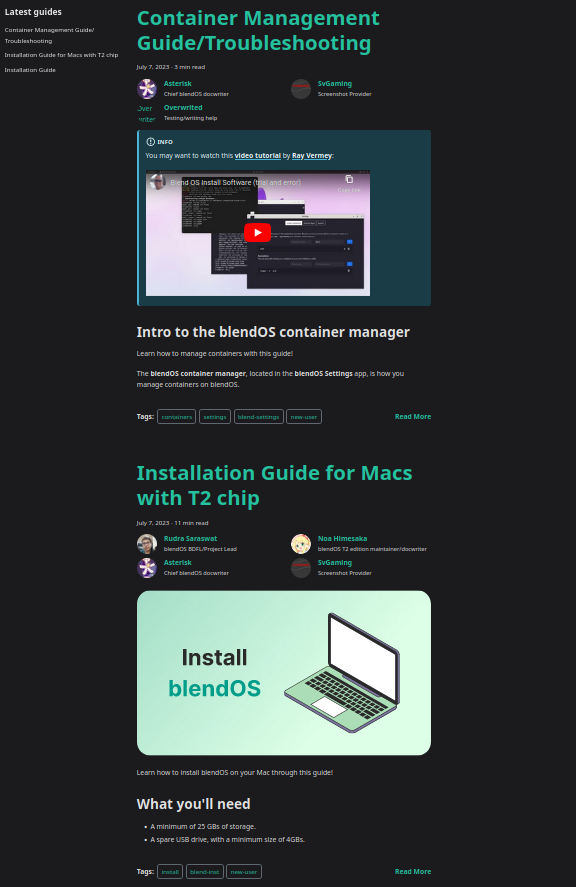 Latest guides
Container Management Guide/
Troubleshooting
Installation Guide for Macs with T2 chip
Installation Guide
Container Management
Guide/Troubleshooting
July 7, 2023 · 3 min read
Asterisk
Chief blendOS docwriter
SvGaming
Screenshot Provider
Overwrited
Testing/writing help
INFO
You may want to watch this video tutorial by Ray Vermey:
Blend OS Install Software (trial and error)
Copy link
Intro to the blendOS container manager
Learn how to manage containers with this guide!
The blendOS container manager, located in the blendOS Settings app, is how you
manage containers on blendOS.
Tags: containers settings blend-settings new-user Read More
Installation Guide for Macs
with T2 chip
July 7, 2023 · 11 min read
Rudra Saraswat
blendOS BDFL/Project Lead
Noa Himesaka
blendOS T2 edition maintainer/docwriter
Asterisk
Chief blendOS docwriter
SvGaming
Screenshot Provider
Install
blendOS
Learn how to install blendOS on your Mac through this guide!
What you'll need
• A minimum of 25 GBs of storage.
• A spare USB drive, with a minimum size of 4GBs.
Tags: install blend-inst new-user Read More